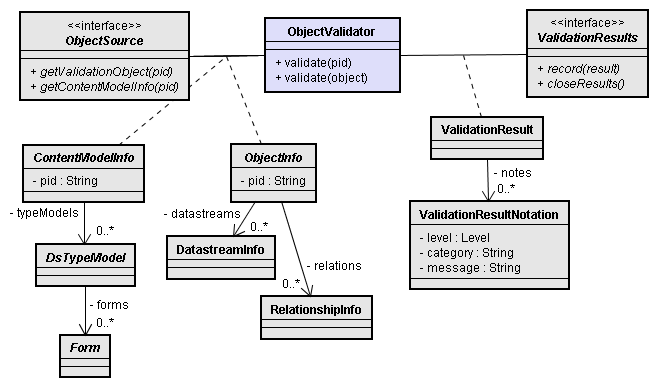 <<interface>>
ObjectSource
+ getValidationObject(pid)
+ getContentModelInfo(pid)
ObjectValidator
+ validate(pid)
+ validate(object)
<<interface>>
ValidationResults
+ record(result)
+ closeResults()
ContentModelInfo
- pid : String
ObjectInfo
- pid : String
ValidationResult
- notes
0..*
- typeModels
0..*
- datastreams
0..*
ValidationResultNotation
- level : Level
- category : String
- message : String
DsTypeModel
DatastreamInfo
- relations
0..*
- forms
0..*
RelationshipInfo
Form